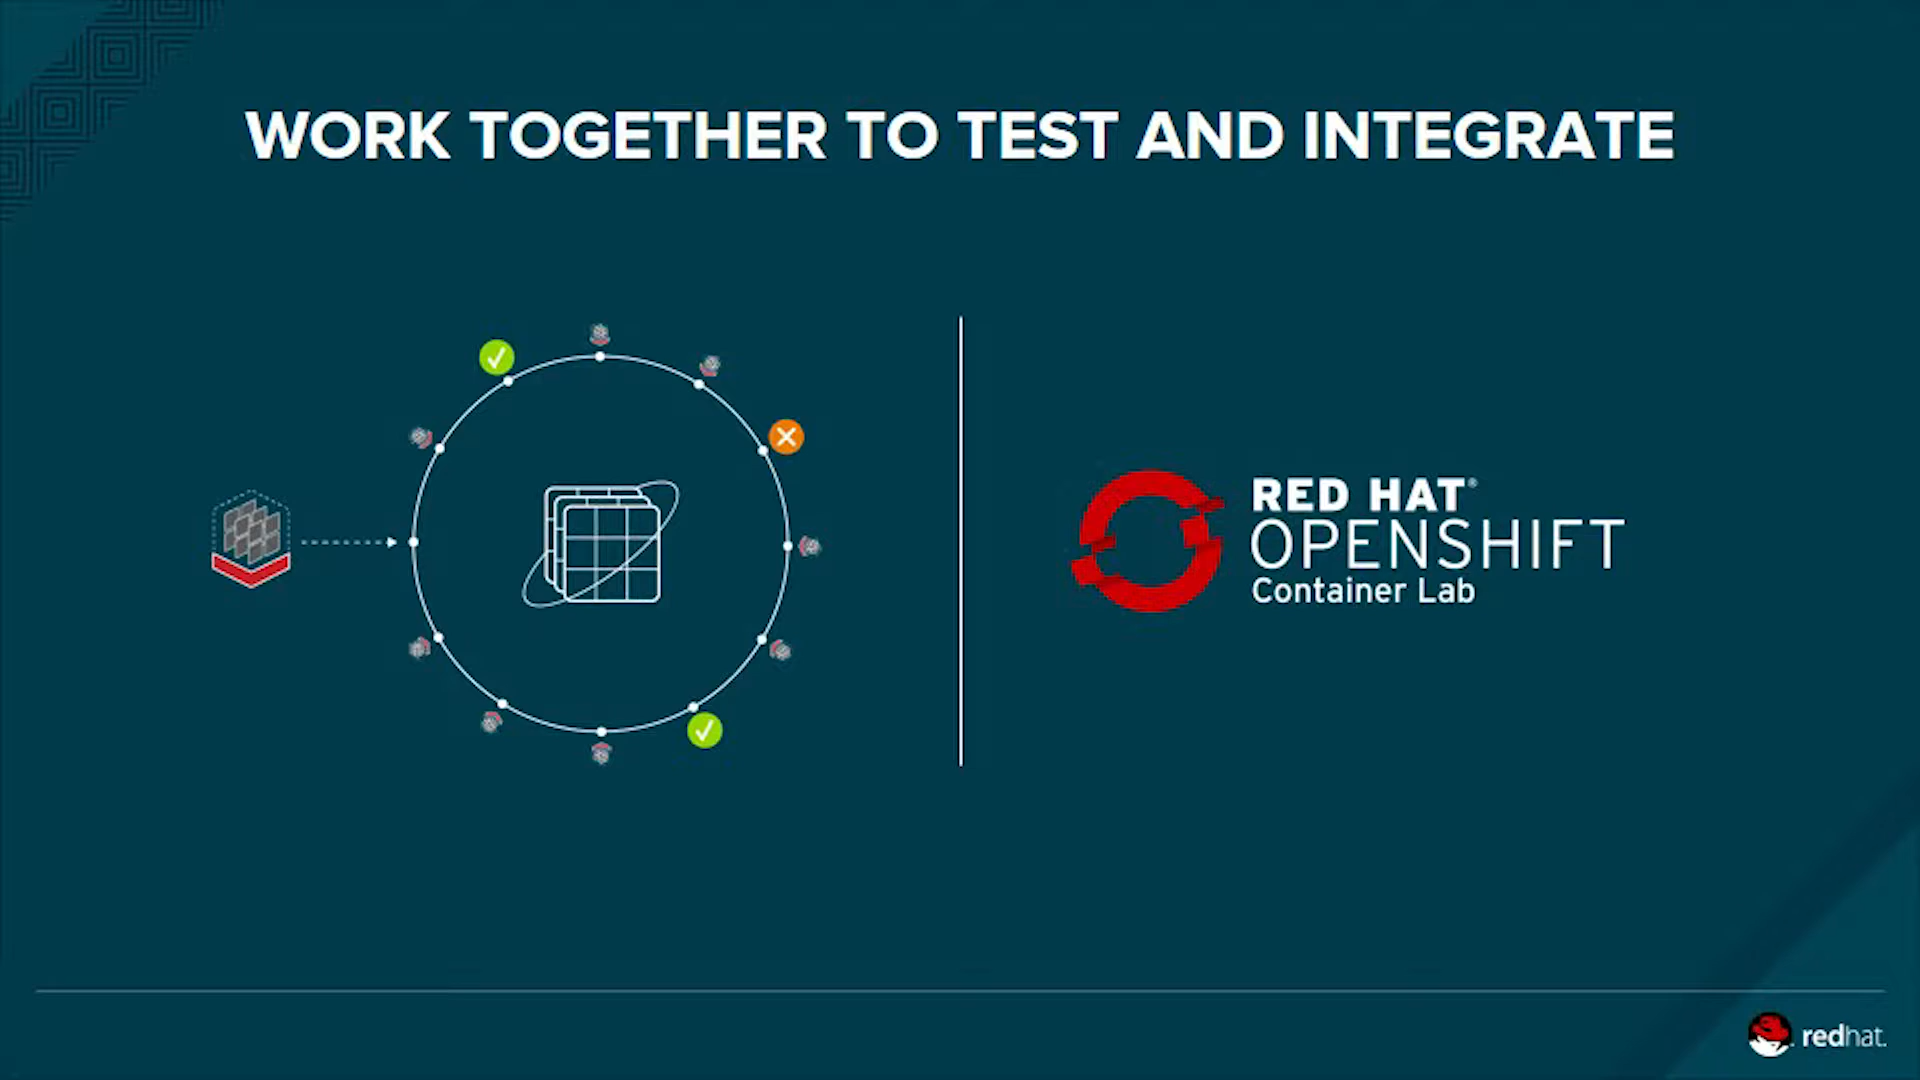 WORK TOGETHER TO TEST AND INTEGRATE
RED HAT®
OPENSHIFT
Container Lab
redhat.